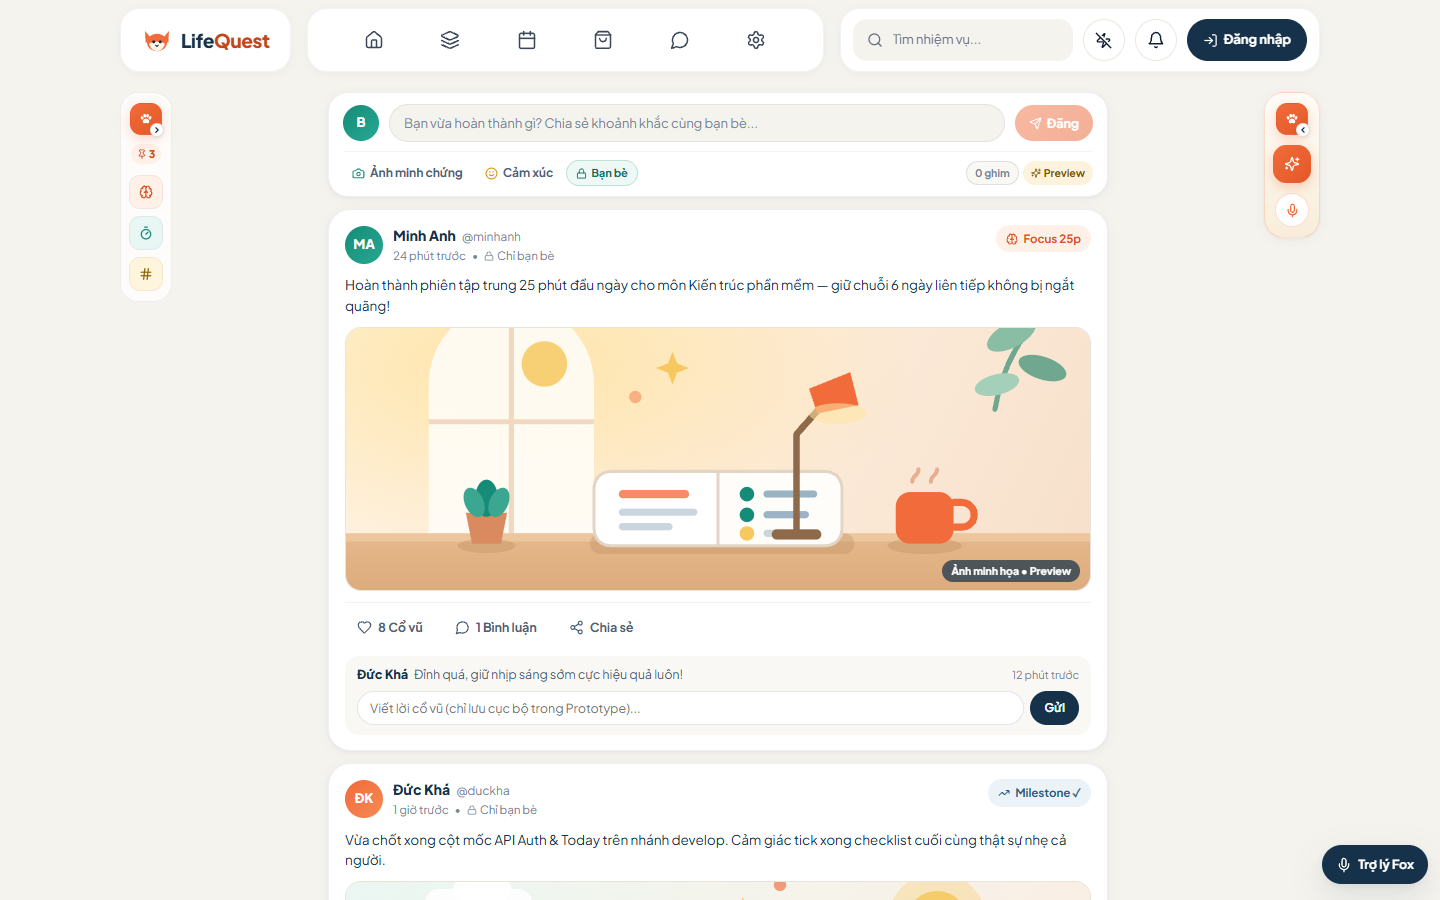 LifeQuest
Tìm nhiệm vụ...
Đăng nhập
3
B
Bạn vừa hoàn thành gì? Chia sẻ khoảnh khắc cùng bạn bè...
Đăng
Ảnh minh chứng
Cảm xúc
Bạn bè
0 ghim
Preview
MA
Minh Anh @minhanh
24 phút trước • Chỉ bạn bè
Focus 25p
Hoàn thành phiên tập trung 25 phút đầu ngày cho môn Kiến trúc phần mềm — giữ chuỗi 6 ngày liên tiếp không bị ngắt
quãng!
Ảnh minh họa • Preview
8 Cổ vũ
1 Bình luận
Chia sẻ
Đức Khá Đỉnh quá, giữ nhịp sáng sớm cực hiệu quả luôn!
12 phút trước
Viết lời cổ vũ (chỉ lưu cục bộ trong Prototype)...
Gửi
ĐK
Đức Khá @duckha
1 giờ trước • Chỉ bạn bè
Milestone ✓
Vừa chốt xong cột mốc API Auth & Today trên nhánh develop. Cảm giác tick xong checklist cuối cùng thật sự nhẹ cả
người.
Trợ lý Fox